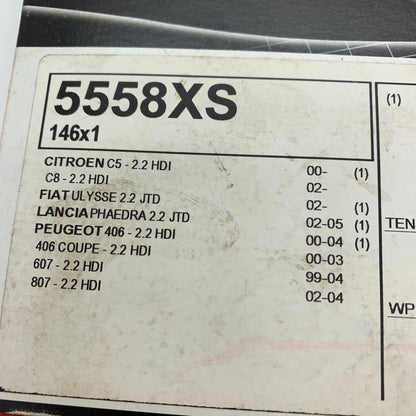 5558XS
146x1
CITROEN C5 - 2.2 HDI 00- (1)
C8 - 2.2 HDI 02-
FIAT ULYSSE 2.2 JTD 02- (1)
LANCIA PHAEDRA 2.2 JTD 02-05 (1)
PEUGEOT 406 - 2.2 HDI 00-04 (1)
406 COUPE - 2.2 HDI 00-03
607 - 2.2 HDI 99-04
807 - 2.2 HDI 02-04
(1)
TEN
WP